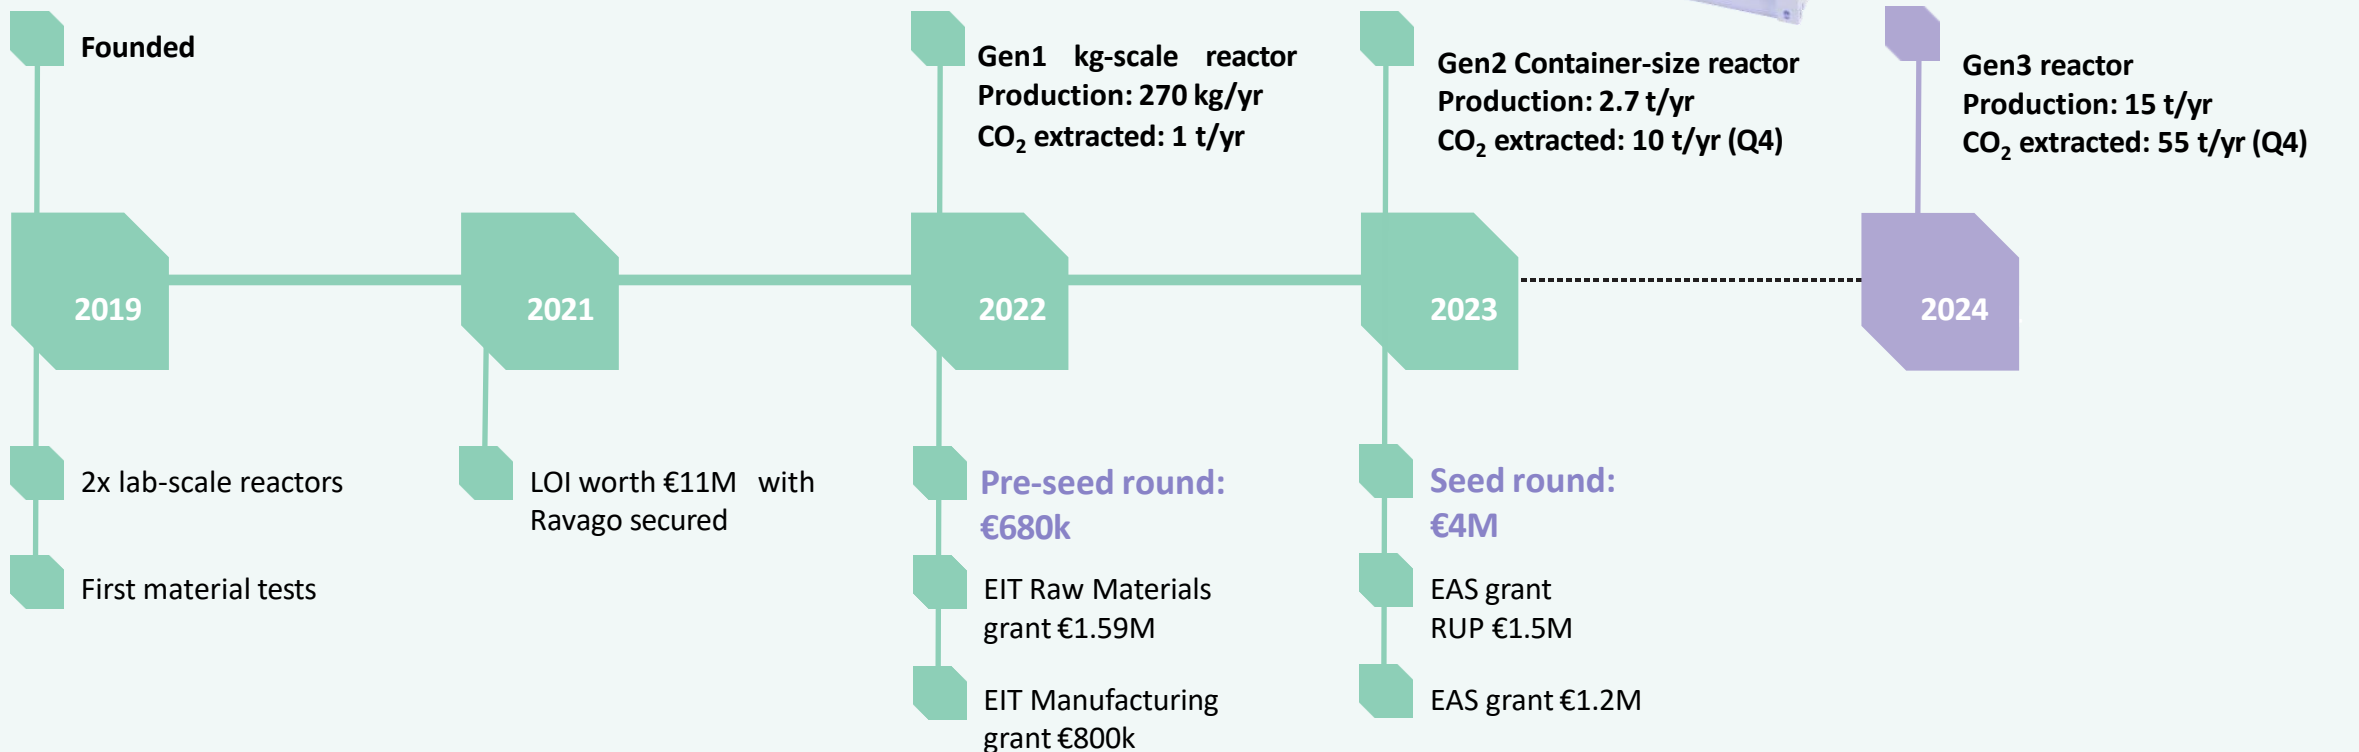 Founded
Gen1 kg-scale reactor
Production: 270 kg/yr
CO₂ extracted: 1 t/yr
Gen2 Container-size reactor
Production: 2.7 t/yr
CO₂ extracted: 10 t/yr (Q4)
Gen3 reactor
Production: 15 t/yr
CO₂ extracted: 55 t/yr (Q4)
2019
2021
2022
2023
2024
2x lab-scale reactors
First material tests
LOI worth €11M with
Ravago secured
Pre-seed round:
€680k
EIT Raw Materials
grant €1.59M
EIT Manufacturing
grant €800k
Seed round:
€4M
EAS grant
RUP €1.5M
EAS grant €1.2M